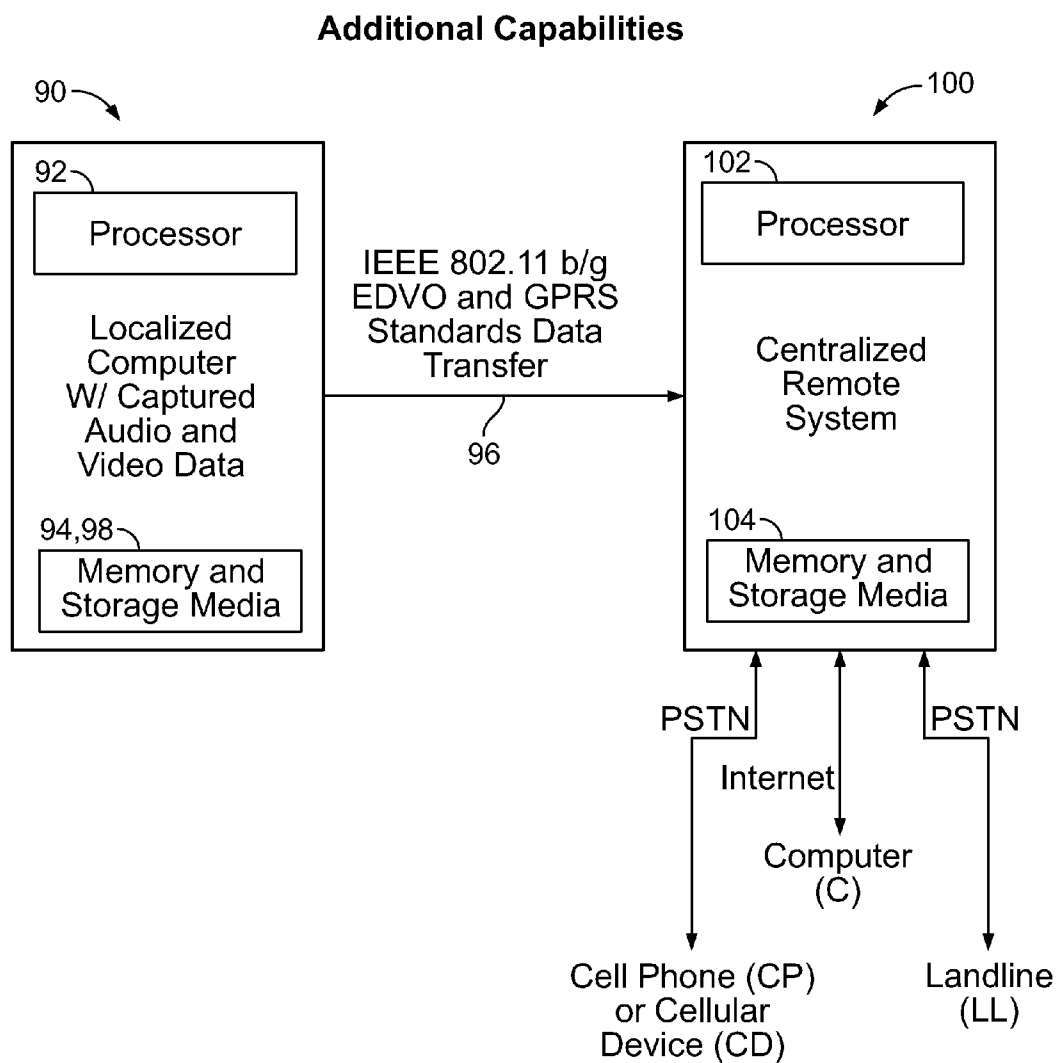 Additional Capabilities
90
100
92
Processor
Localized
Computer
W/ Captured
Audio and
Video Data
94,98
Memory and
Storage Media
IEEE 802.11 b/g
EDVO and GPRS
Standards Data
Transfer
96
102
Processor
Centralized
Remote
System
104
Memory and
Storage Media
PSTN
Internet
PSTN
Computer
(C)
Cell Phone (CP)
or Cellular
Device (CD)
Landline
(LL)